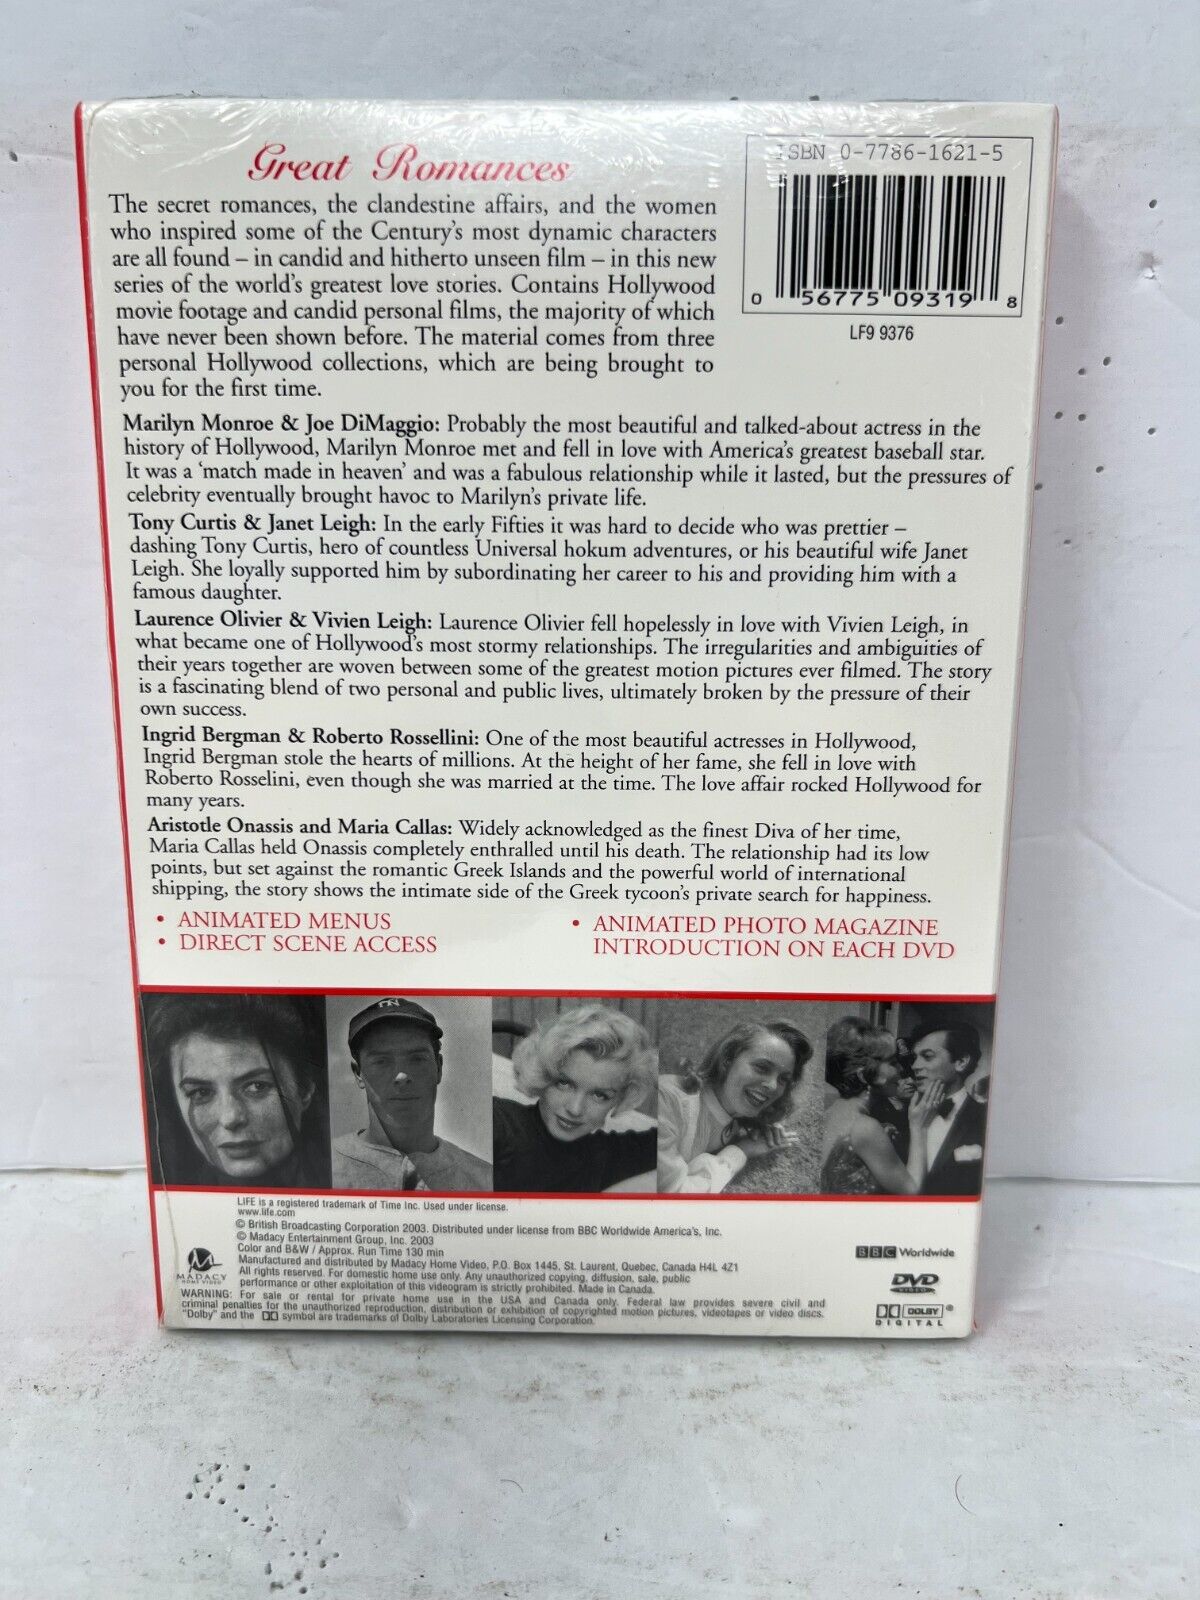 Great Romances
The secret romances, the clandestine affairs, and the women
who inspired some of the Century's most dynamic characters
are all found – in candid and hitherto unseen film – in this new
series of the world's greatest love stories. Contains Hollywood
movie footage and candid personal films, the majority of which
have never been shown before. The material comes from three
personal Hollywood collections, which are being brought to
you for the first time.
ISBN 0-7786-1621-5
0 56775 09319 8
LF9 9376
Marilyn Monroe & Joe DiMaggio: Probably the most beautiful and talked-about actress in the
history of Hollywood, Marilyn Monroe met and fell in love with America's greatest baseball star.
It was a 'match made in heaven' and was a fabulous relationship while it lasted, but the pressures of
celebrity eventually brought havoc to Marilyn's private life.
Tony Curtis & Janet Leigh: In the early Fifties it was hard to decide who was prettier –
dashing Tony Curtis, hero of countless Universal hokum adventures, or his beautiful wife Janet
Leigh. She loyally supported him by subordinating her career to his and providing him with a
famous daughter.
Laurence Olivier & Vivien Leigh: Laurence Olivier fell hopelessly in love with Vivien Leigh, in
what became one of Hollywood's most stormy relationships. The irregularities and ambiguities of
their years together are woven between some of the greatest motion pictures ever filmed. The story
is a fascinating blend of two personal and public lives, ultimately broken by the pressure of their
own success.
Ingrid Bergman & Roberto Rossellini: One of the most beautiful actresses in Hollywood,
Ingrid Bergman stole the hearts of millions. At the height of her fame, she fell in love with
Roberto Rosselini, even though she was married at the time. The love affair rocked Hollywood for
many years.
Aristotle Onassis and Maria Callas: Widely acknowledged as the finest Diva of her time,
Maria Callas held Onassis completely enthralled until his death. The relationship had its low
points, but set against the romantic Greek Islands and the powerful world of international
shipping, the story shows the intimate side of the Greek tycoon's private search for happiness.
• ANIMATED MENUS
• DIRECT SCENE ACCESS
• ANIMATED PHOTO MAGAZINE
INTRODUCTION ON EACH DVD
NY
LIFE is a registered trademark of Time Inc. Used under license.
www.life.com
© British Broadcasting Corporation 2003. Distributed under license from BBC Worldwide America's, Inc.
© Madacy Entertainment Group, Inc. 2003
Color and B&W / Approx. Run Time 130 min
Manufactured and distributed by Madacy Home Video, P.O. Box 1445, St. Laurent, Quebec, Canada H4L 4Z1
All rights reserved. For domestic home use only. Any unauthorized copying, diffusion, sale, public
performance or other exploitation of this videogram is strictly prohibited. Made in Canada.
WARNING: For sale or rental for private home use in the USA and Canada only. Federal law provides severe civil and
criminal penalties for the unauthorized reproduction, distribution or exhibition of copyrighted motion pictures, videotapes or video discs.
"Dolby" and the DD symbol are trademarks of Dolby Laboratories Licensing Corporation.
MADACY
HOME VIDEO
BBC Worldwide
DVD
VIDEO
DOLBY ®
DIGITAL